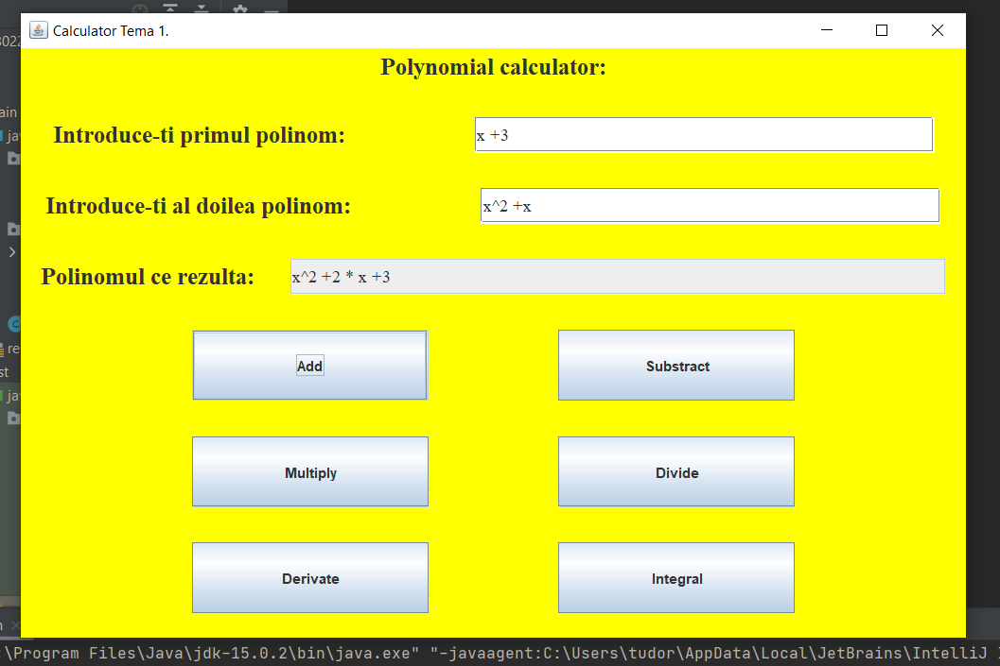 Calculator Tema 1.
Polynomial calculator:
Introduce-ti primul polinom: x +3
Introduce-ti al doilea polinom: x^2 +x
Polinomul ce rezulta: x^2 +2 * x +3
Add Substract
Multiply Divide
Derivate Integral
:\Program Files\Java\jdk-15.0.2\bin\java.exe" "-javaagent:C:\Users\tudor\AppData\Local\JetBrains\IntelliJ